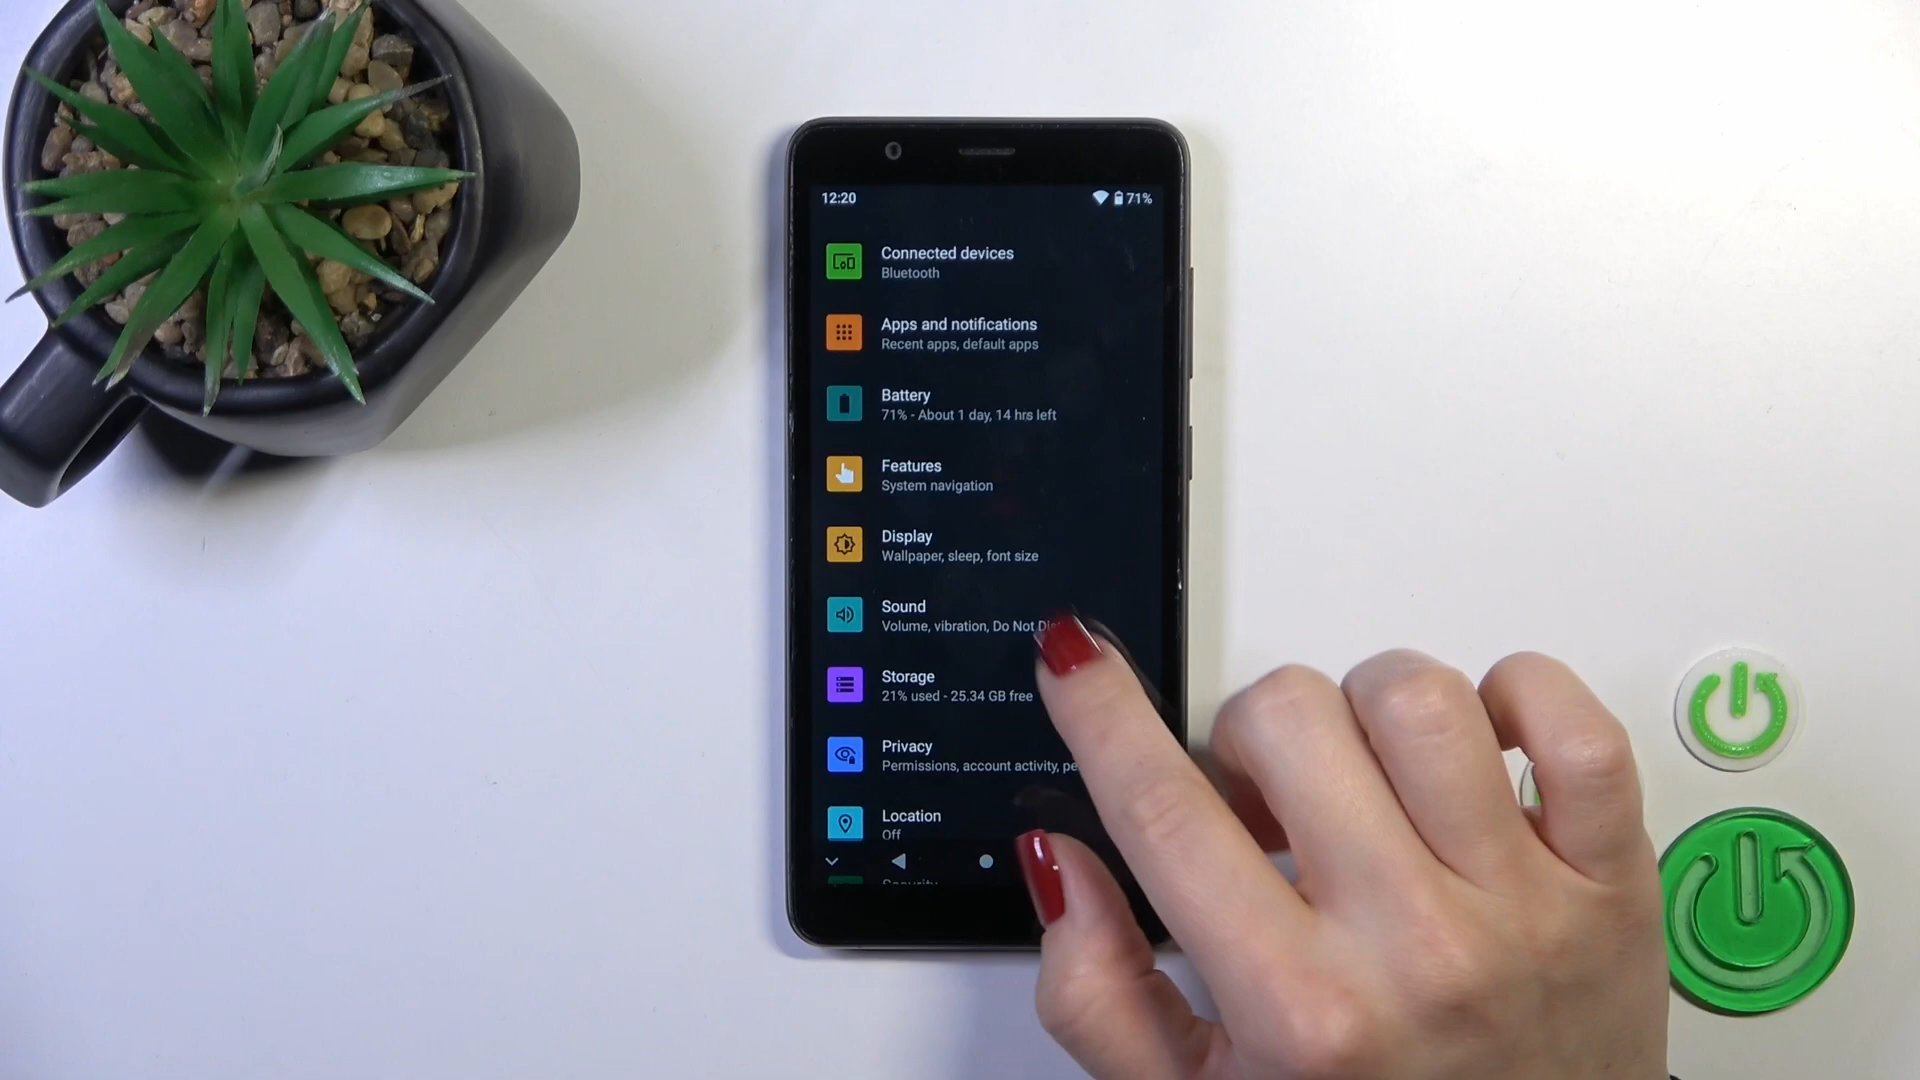 12:20
71%
Connected devices
Bluetooth
Apps and notifications
Recent apps, default apps
Battery
71% - About 1 day, 14 hrs left
Features
System navigation
Display
Wallpaper, sleep, font size
Sound
Volume, vibration, Do Not
Storage
21% used - 25.34 GB free
Privacy
Permissions, account activity,
Location
Off
Security